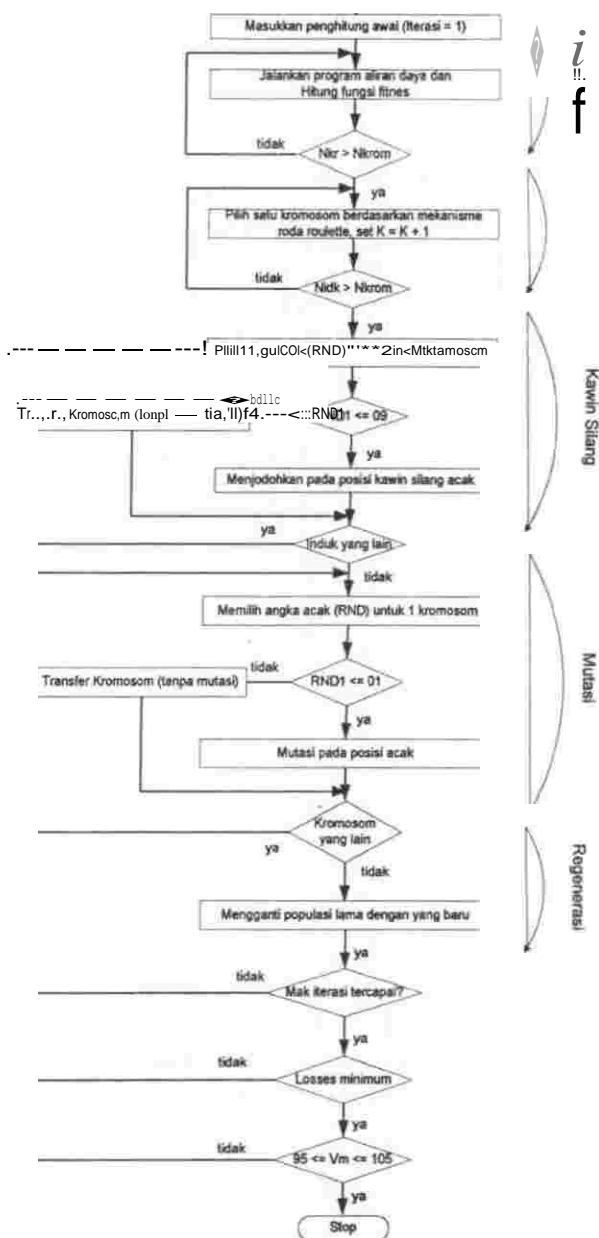 Masukkan penghitung awal (Iterasi = 1)
Jalankan program aliran daya dan
Hitung fungsi fitnes
tidak
Nkr > Nkrom
ya
Pilih satu kromosom berdasarkan mekanisme
roda roulette, set K = K + 1
tidak
Nidk > Nkrom
ya
<= 09
ya
Menjodohkan pada posisi kawin silang acak
ya
Induk yang lain
tidak
Memilih angka acak (RND) untuk 1 kromosom
tidak
Transfer Kromosom (tanpa mutasi)
RND1 <= 01
ya
Mutasi pada posisi acak
Kromosom
yang lain
ya
tidak
Mengganti populasi lama dengan yang baru
ya
tidak
Mak iterasi tercapai?
ya
tidak
Losses minimum
ya
tidak
95 <= Vm <= 105
ya
Stop
Kawin Silang
Mutasi
Regenerasi